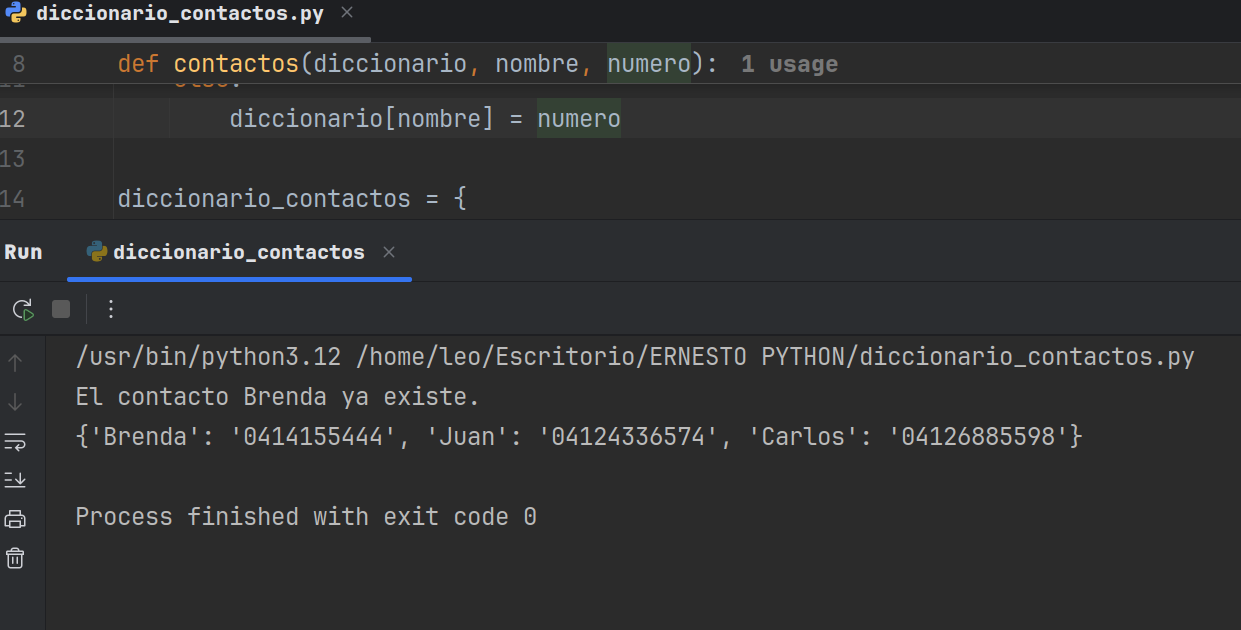 diccionario_contactos.py
8 def contactos(diccionario, nombre, numero): 1 usage
12 diccionario[nombre] = numero
13
14 diccionario_contactos = {
Run diccionario_contactos
/usr/bin/python3.12 /home/leo/Escritorio/ERNESTO PYTHON/diccionario_contactos.py
El contacto Brenda ya existe.
{'Brenda': '0414155444', 'Juan': '04124336574', 'Carlos': '04126885598'}
Process finished with exit code 0